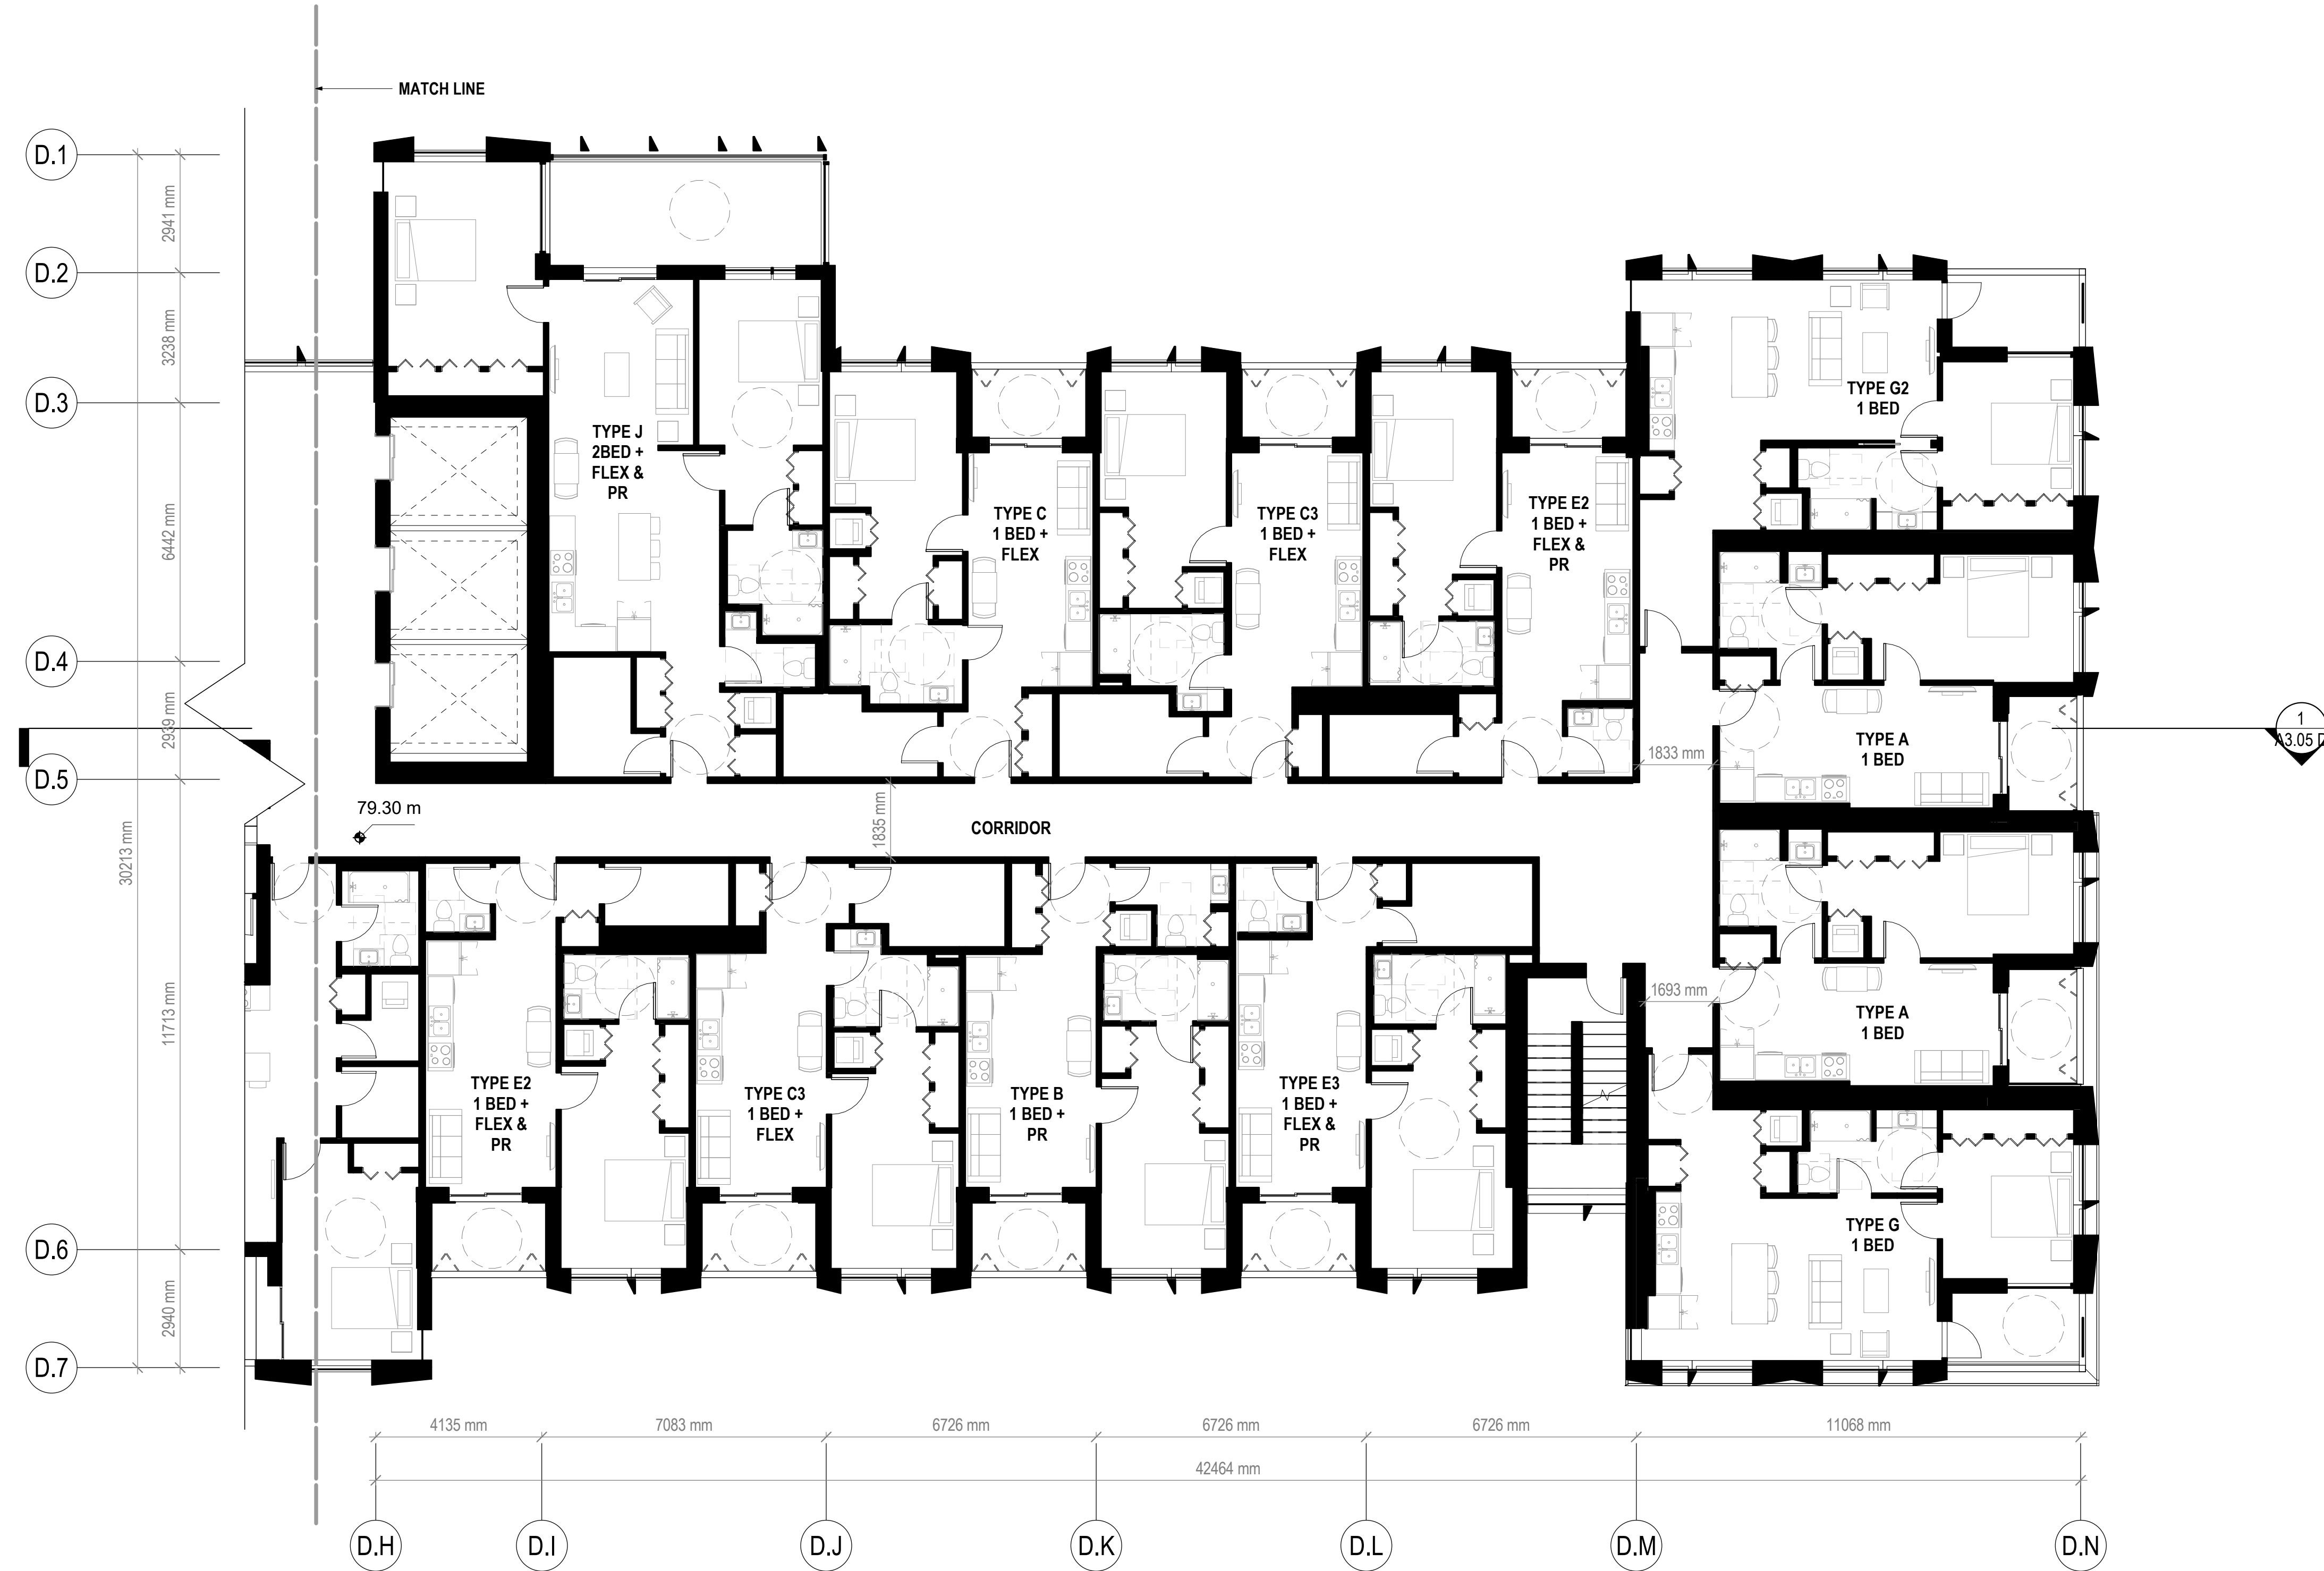 MATCH LINE
D.1
D.2
D.3
D.4
D.5
D.6
D.7
2941 mm
3238 mm
6442 mm
2939 mm
11713 mm
2940 mm
30213 mm
TYPE J
2BED +
FLEX &
PR
TYPE C
1 BED +
FLEX
TYPE C3
1 BED +
FLEX
TYPE E2
1 BED +
FLEX &
PR
TYPE G2
1 BED
TYPE A
1 BED
1833 mm
1
A3.05 D
79.30 m
1835 mm
CORRIDOR
TYPE A
1 BED
1693 mm
TYPE E2
1 BED +
FLEX &
PR
TYPE C3
1 BED +
FLEX
TYPE B
1 BED +
PR
TYPE E3
1 BED +
FLEX &
PR
TYPE G
1 BED
4135 mm
7083 mm
6726 mm
6726 mm
6726 mm
11068 mm
42464 mm
D.H
D.I
D.J
D.K
D.L
D.M
D.N